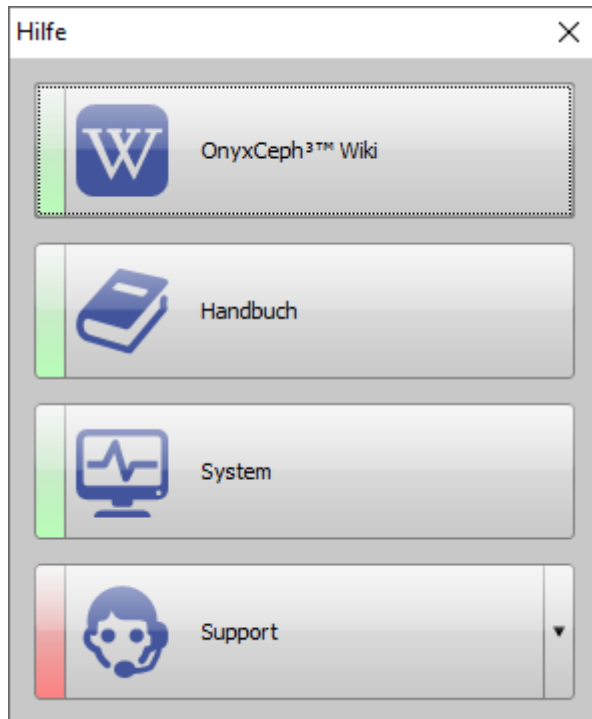 Hilfe
W
OnyxCeph³™ Wiki
Handbuch
System
Support